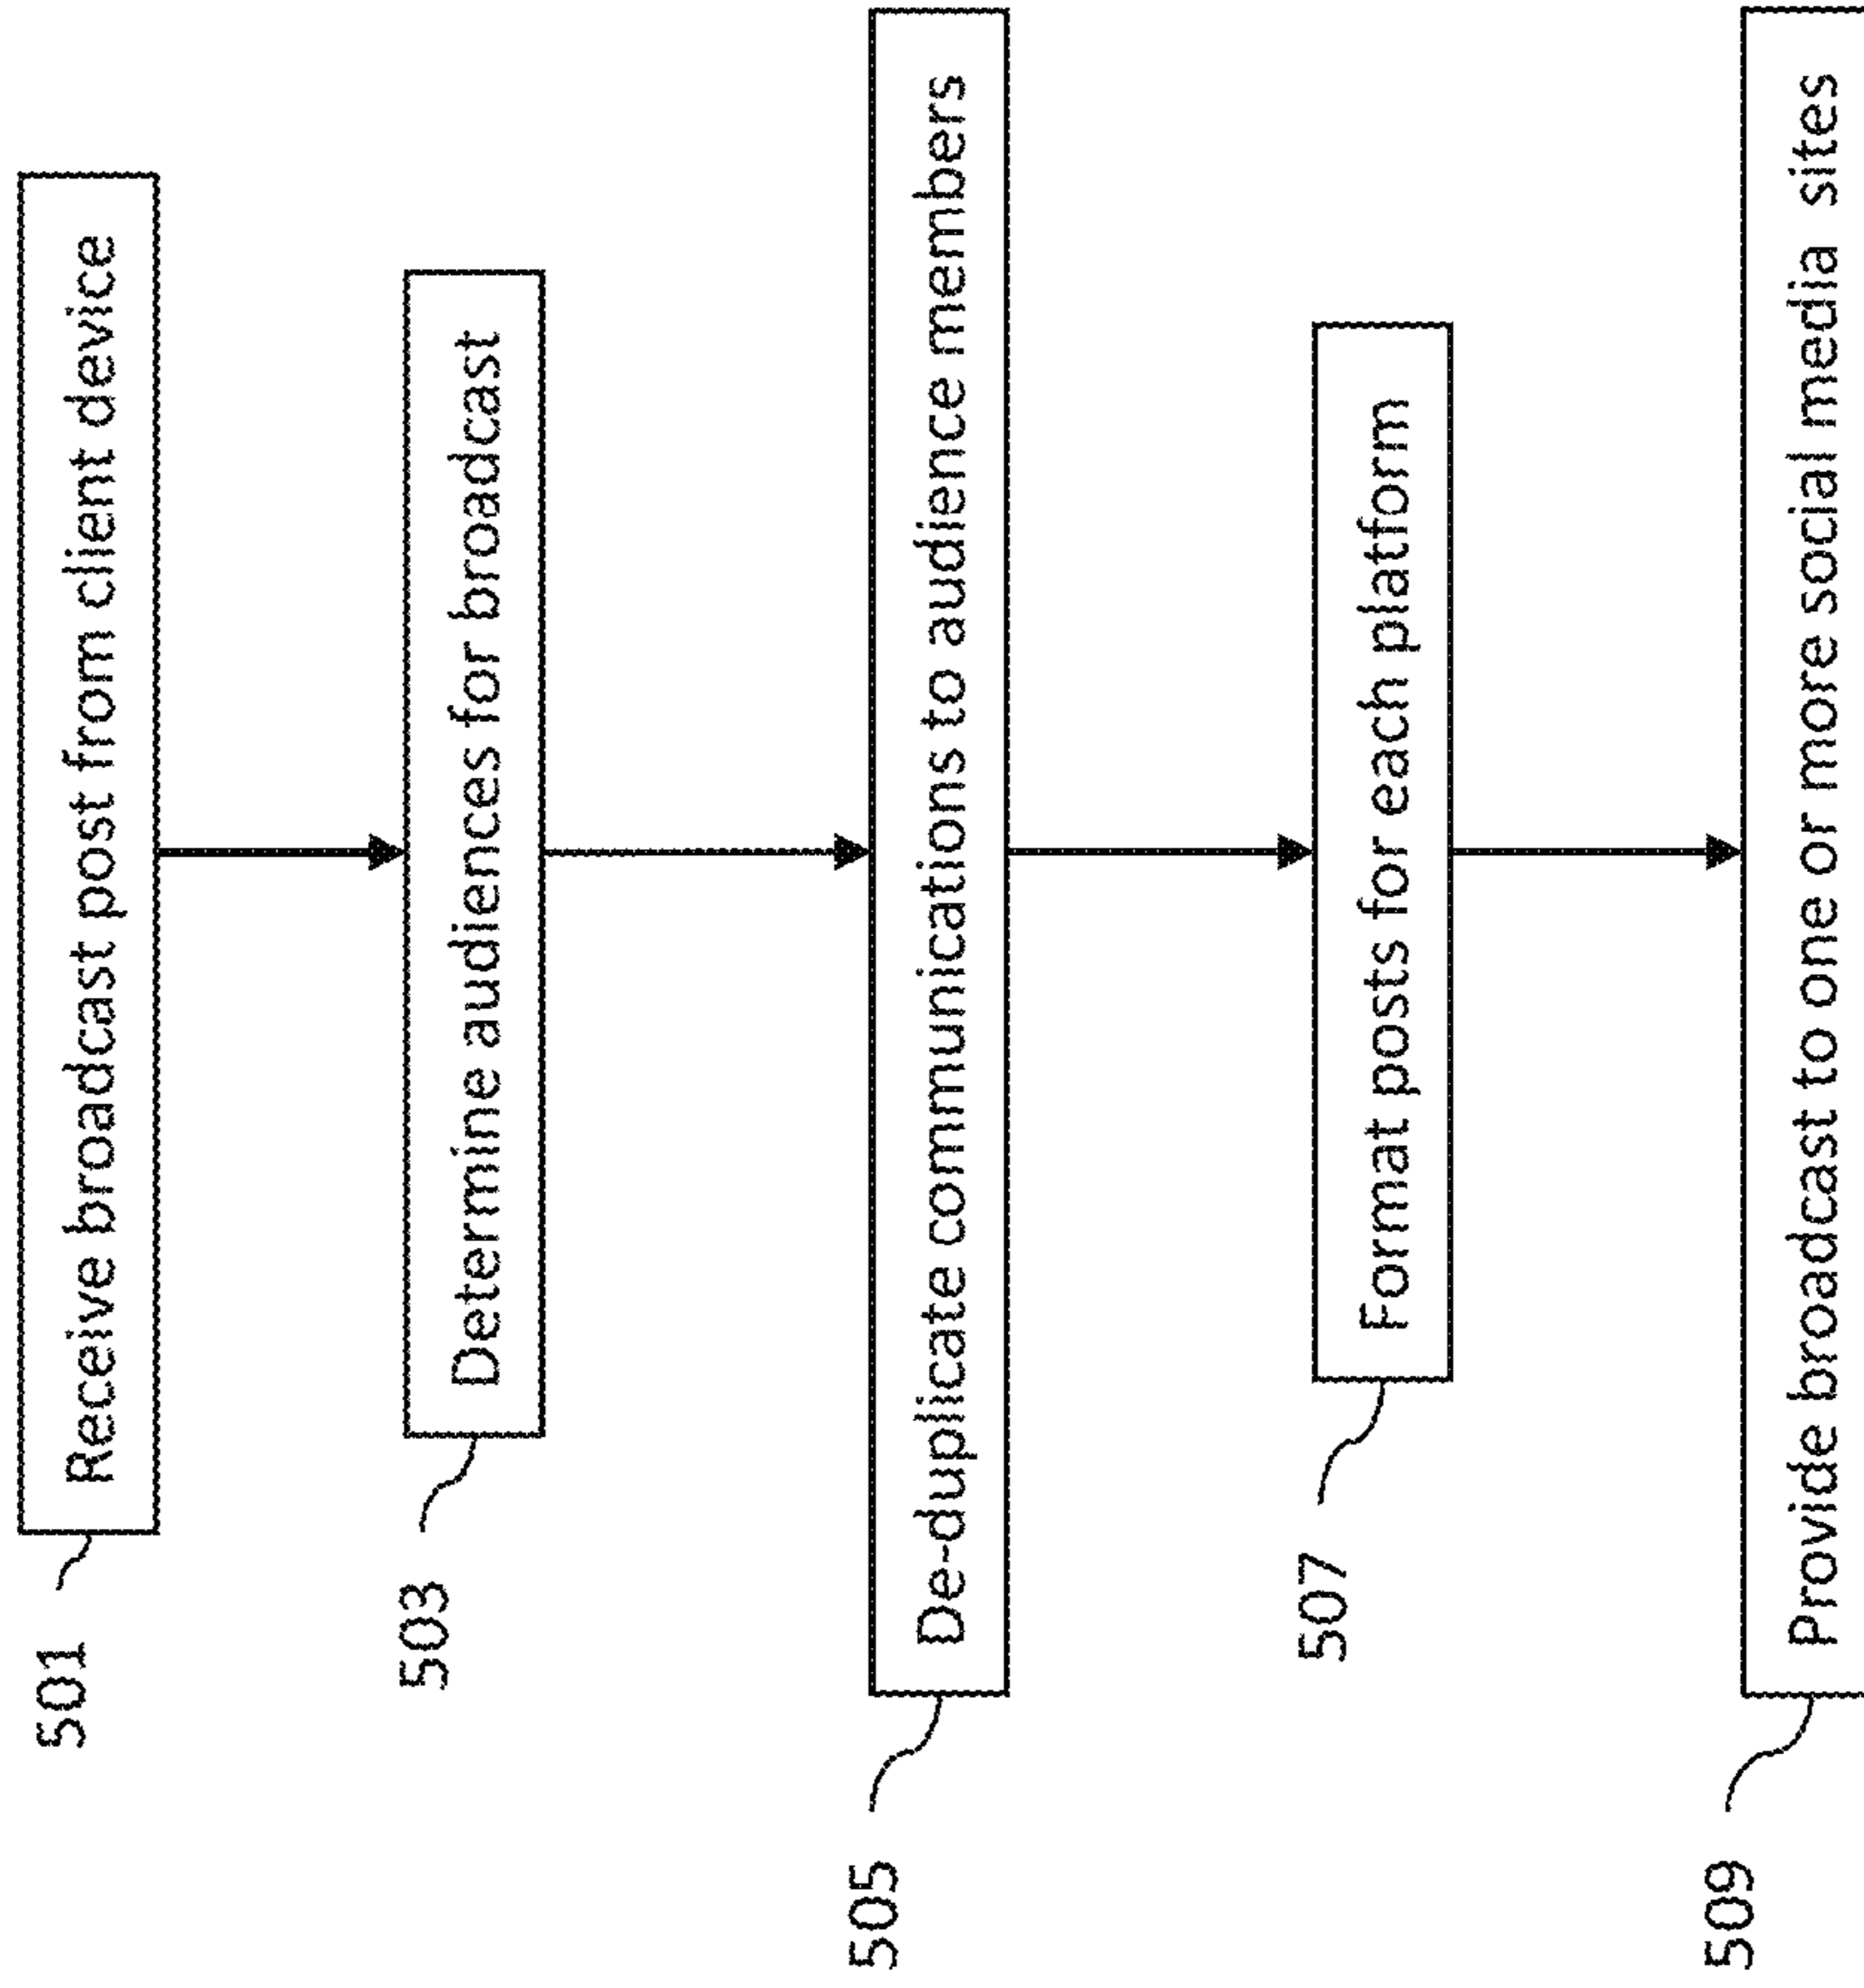 501
Receive broadcast post from client device
503
Determine audiences for broadcast
505
De-duplicate communications to audience members
507
Format posts for each platform
509
Provide broadcast to one or more social media sites